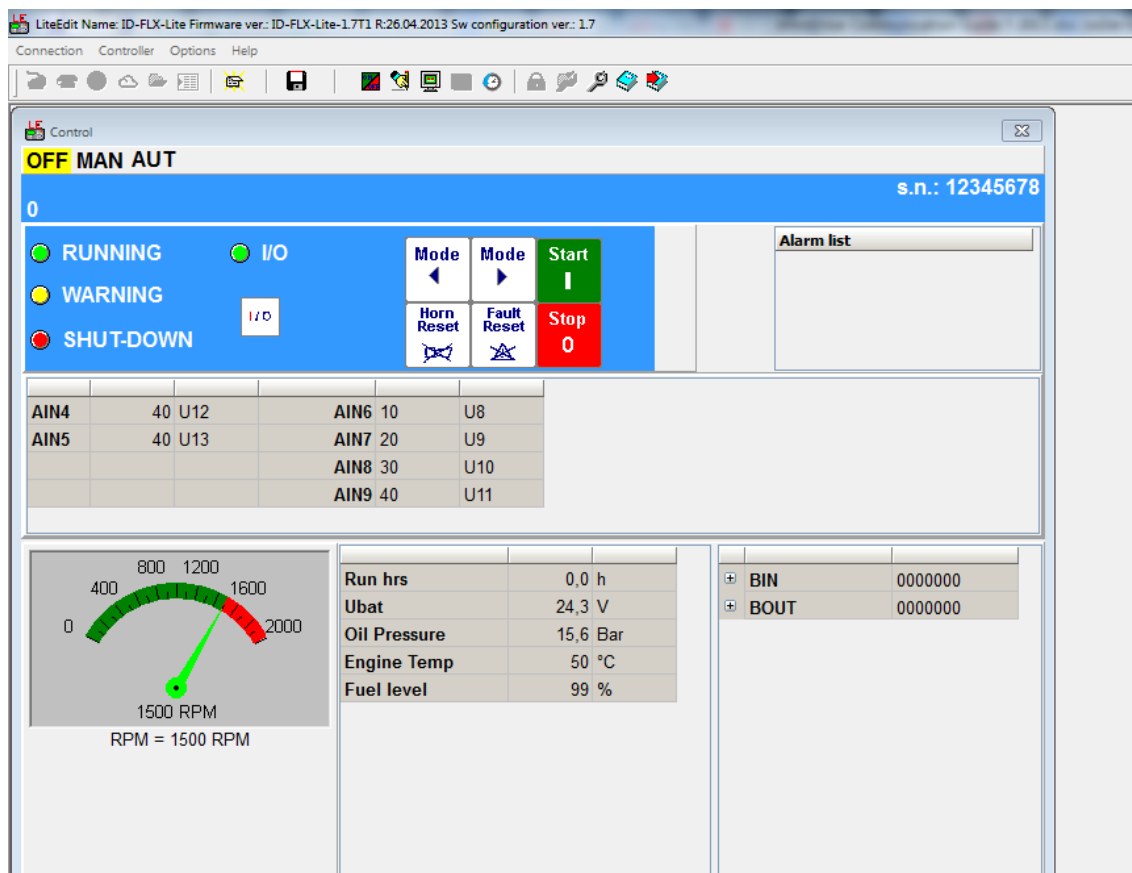 LiteEdit Name: ID-FLX-Lite Firmware ver.: ID-FLX-Lite-1.7T1 R:26.04.2013 Sw configuration ver.: 1.7
Connection Controller Options Help
Control
OFF MAN AUT
s.n.: 12345678
0
RUNNING I/O
WARNING
SHUT-DOWN
I/O
Mode Mode Start
I
Horn Reset Fault Reset Stop
0
Alarm list
AIN4 40 U12 AIN6 10 U8
AIN5 40 U13 AIN7 20 U9
AIN8 30 U10
AIN9 40 U11
0 400 800 1200 1600 2000
1500 RPM
RPM = 1500 RPM
Run hrs 0,0 h
Ubat 24,3 V
Oil Pressure 15,6 Bar
Engine Temp 50 °C
Fuel level 99 %
BIN 0000000
BOUT 0000000